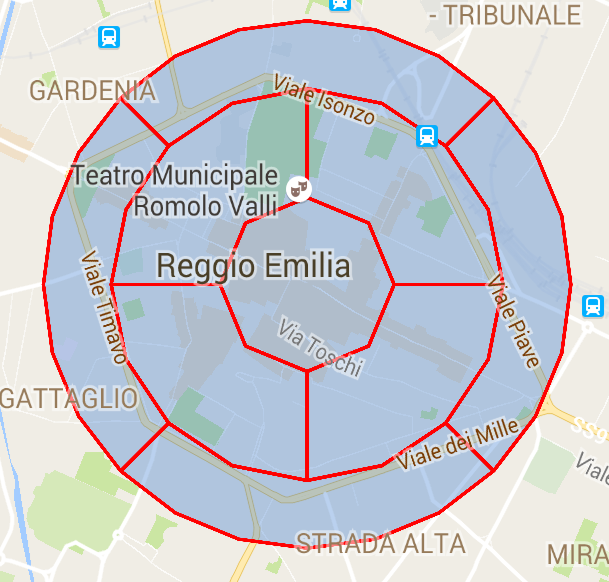 - TRIBUNALE
GARDENIA
Viale Isonzo
Teatro Municipale
Romolo Valli
Reggio Emilia
Viale Timavo
Viale Piave
Via Toschi
GATTAGLIO
Viale dei Mille
SS9
Viale
STRADA ALTA
MIRA